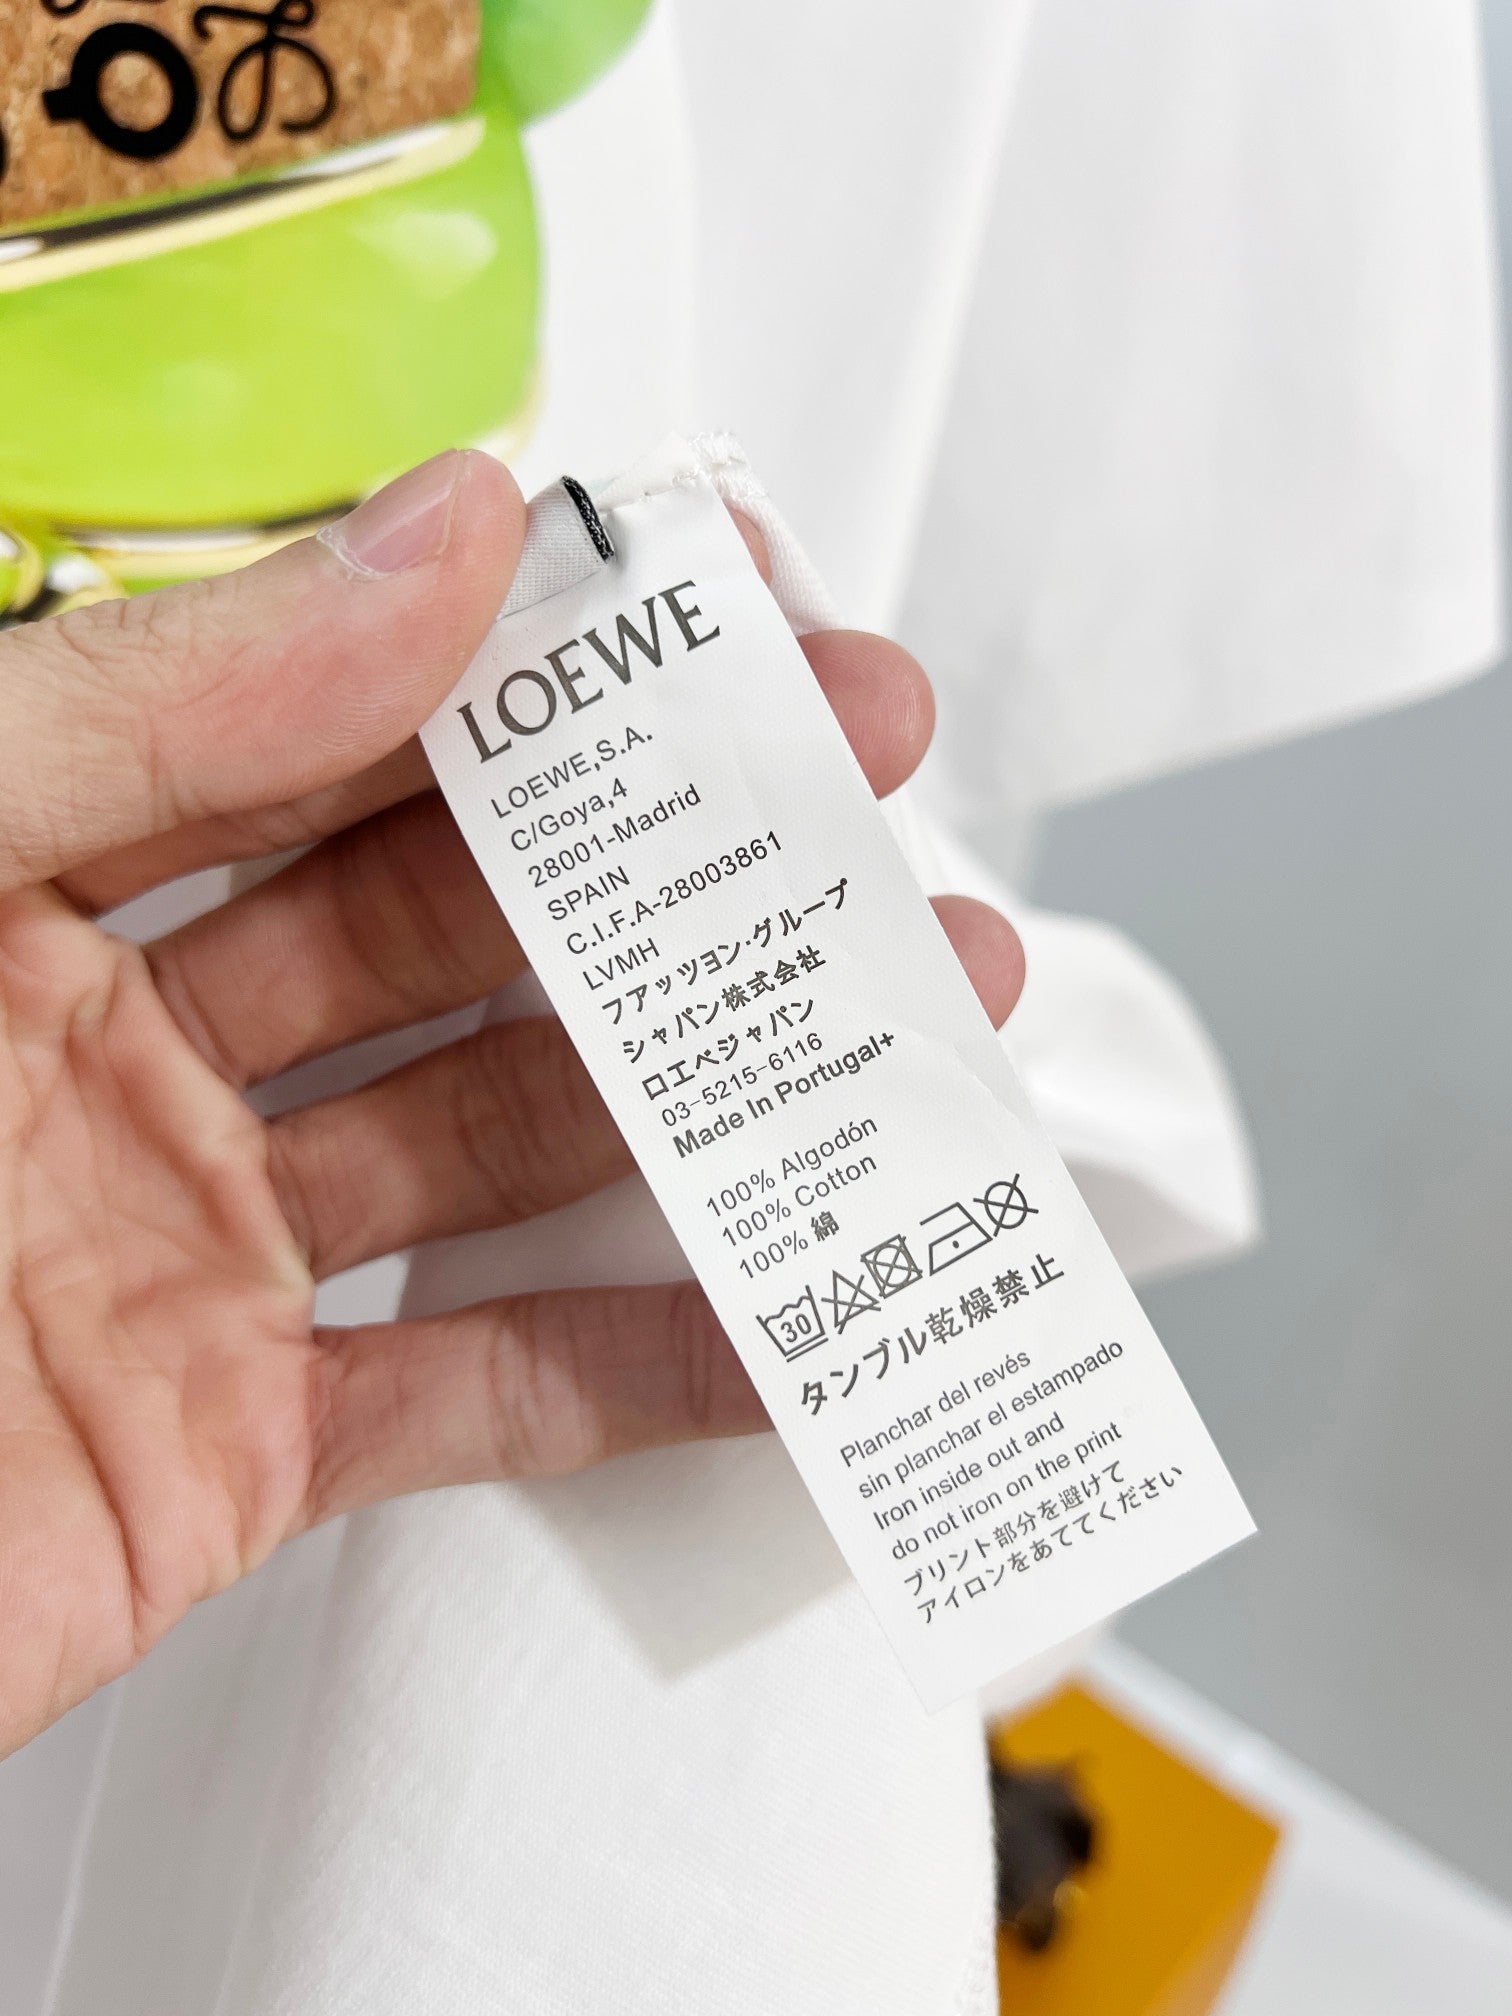 LOEWE
LOEWE,S.A.
C/Goya,4
28001-Madrid
SPAIN
C.I.F.A-28003861
LVMH
フアッツヨン·グループ
シャパン株式会社
ロエベジャパン
03-5215-6116
Made In Portugal+
100% Algodón
100% Cotton
100% 綿
30
タンブル乾燥禁止
Planchar del revés
sin planchar el estampado
Iron inside out and
do not iron on the print
プリント部分を避けて
アイロンをあててください